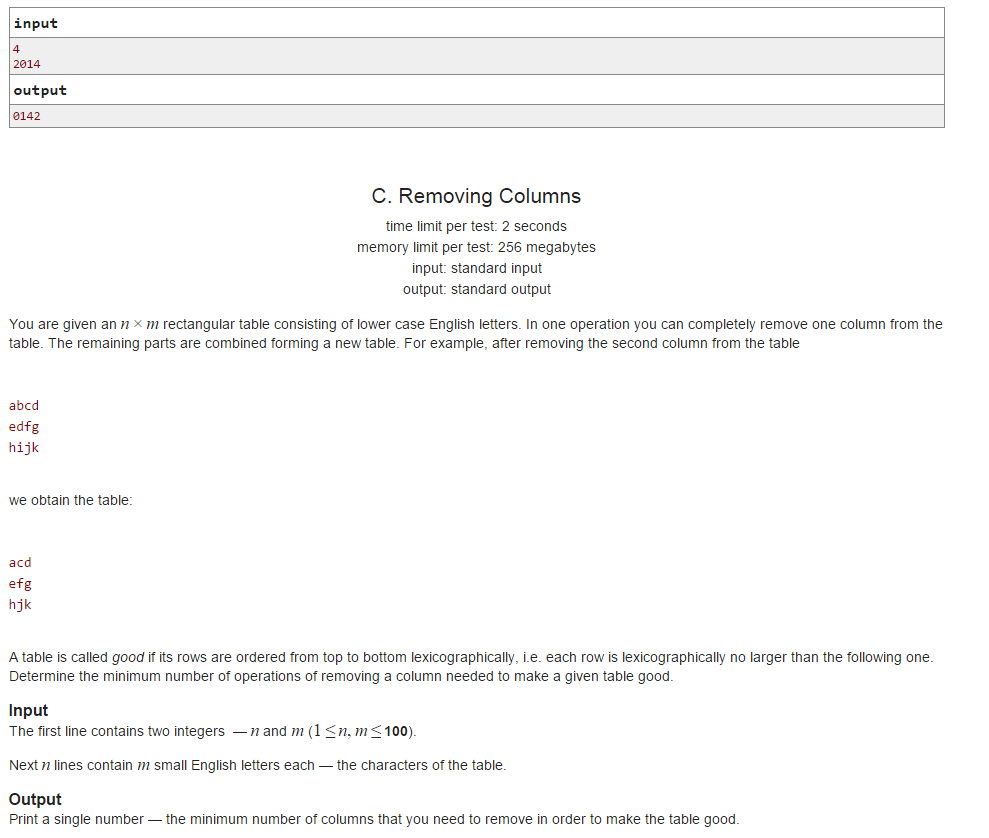 input
4
2014
output
0142
C. Removing Columns
time limit per test: 2 seconds
memory limit per test: 256 megabytes
input: standard input
output: standard output
You are given an n × m rectangular table consisting of lower case English letters. In one operation you can completely remove one column from the
table. The remaining parts are combined forming a new table. For example, after removing the second column from the table
abcd
edfg
hijk
we obtain the table:
acd
efg
hjk
A table is called good if its rows are ordered from top to bottom lexicographically, i.e. each row is lexicographically no larger than the following one.
Determine the minimum number of operations of removing a column needed to make a given table good.
Input
The first line contains two integers — n and m (1 ≤ n, m ≤ 100).
Next n lines contain m small English letters each — the characters of the table.
Output
Print a single number — the minimum number of columns that you need to remove in order to make the table good.